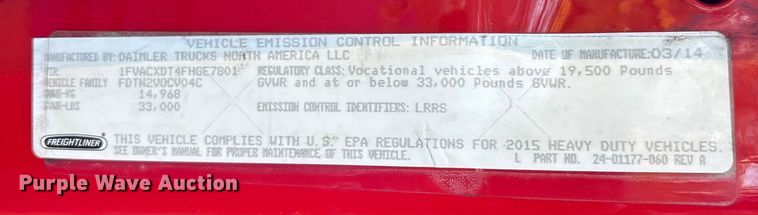 VEHICLE EMISSION CONTROL INFORMATION
MANUFACTURED BY: DAIMLER TRUCKS NORTH AMERICA LLC DATE OF MANUFACTURE: 03/14
VIN: 1FVACXDT4FHGE7801 REGULATORY CLASS: Vocational vehicles above 19,500 Pounds
VEHICLE FAMILY FDTN2VOCV04C GVWR and at or below 33,000 Pounds GVWR.
GVWR-KG 14,968
GVWR-LBS 33,000 EMISSION CONTROL IDENTIFIERS: LRRS
FREIGHTLINER THIS VEHICLE COMPLIES WITH U.S. EPA REGULATIONS FOR 2015 HEAVY DUTY VEHICLES.
SEE OWNER'S MANUAL FOR PROPER MAINTENANCE OF THIS VEHICLE. L PART NO. 24-01177-060 REV A
Purple Wave Auction